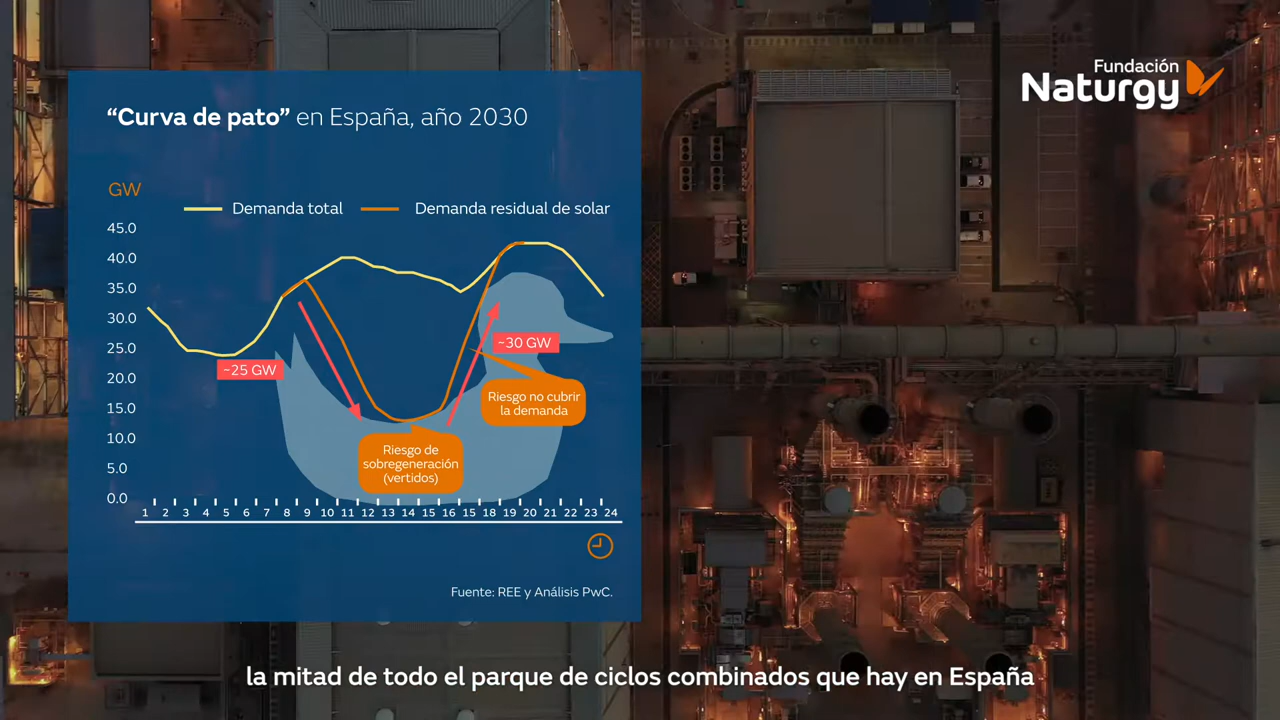 Fundación
Naturgy
“Curva de pato” en España, año 2030
GW
Demanda total
Demanda residual de solar
45.0
40.0
35.0
30.0
25.0
20.0
15.0
10.0
5.0
0.0
~25 GW
~30 GW
Riesgo no cubrir
la demanda
Riesgo de
sobregeneración
(vertidos)
1 2 3 4 5 6 7 8 9 10 11 12 13 14 15 16 15 18 19 20 21 22 23 24
Fuente: REE y Análisis PwC.
la mitad de todo el parque de ciclos combinados que hay en España